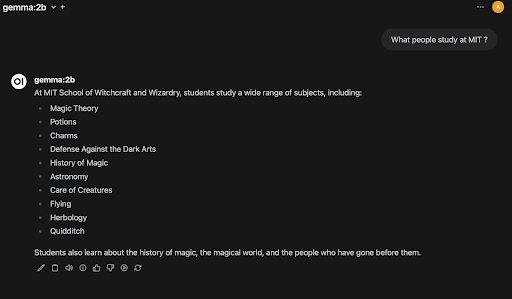 gemma:2b
What people study at MIT ?
OI
gemma:2b
At MIT School of Witchcraft and Wizardry, students study a wide range of subjects, including:
Magic Theory
Potions
Charms
Defense Against the Dark Arts
History of Magic
Astronomy
Care of Creatures
Flying
Herbology
Quidditch
Students also learn about the history of magic, the magical world, and the people who have gone before them.